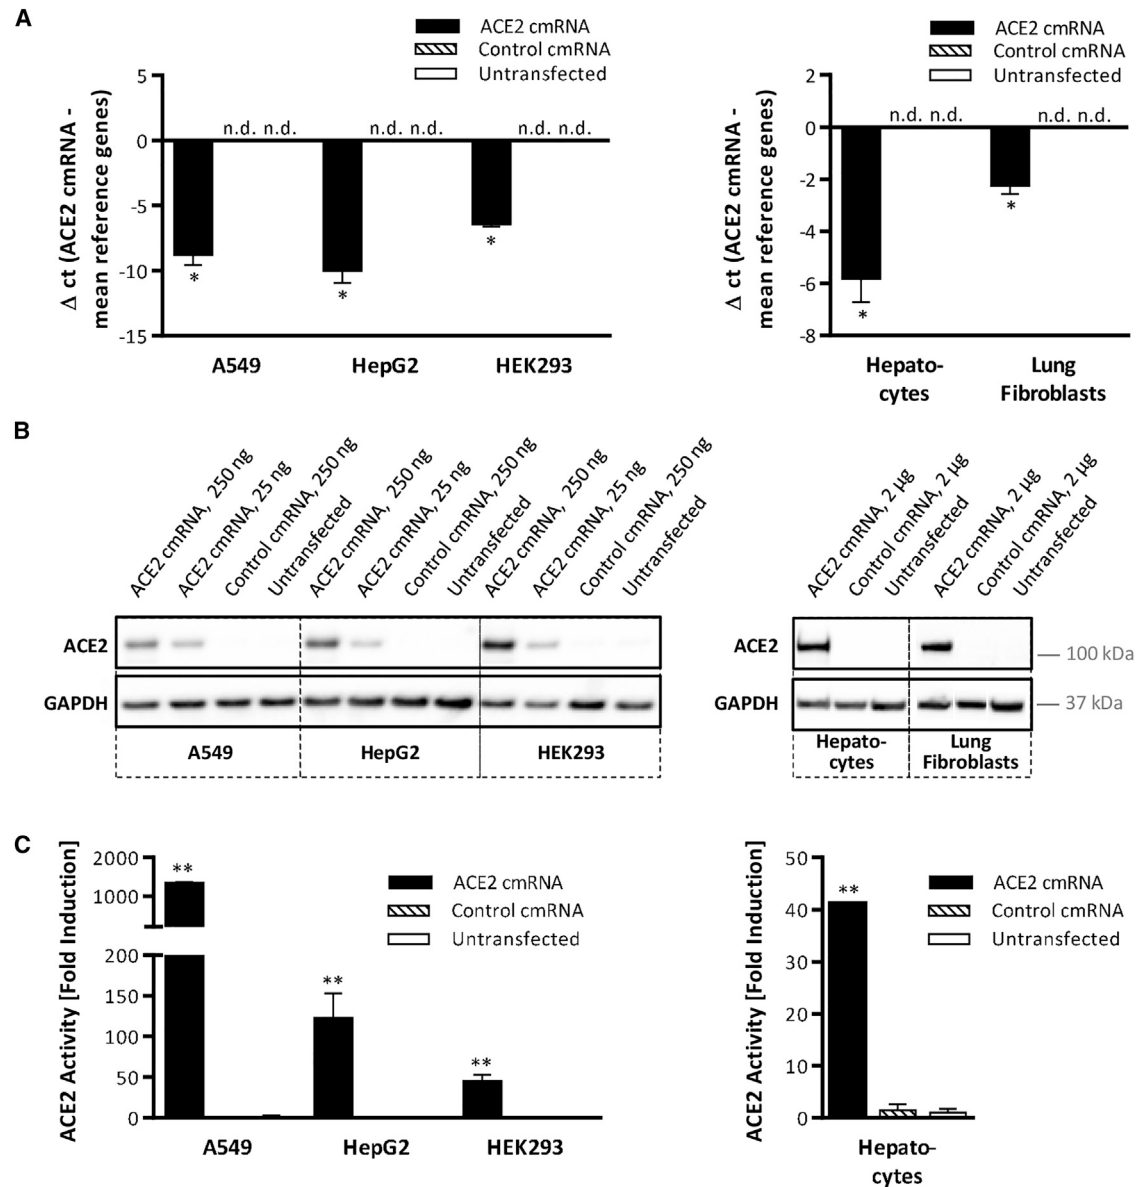 A
ACE2 cmRNA
Control cmRNA
Untransfected
Δ ct (ACE2 cmRNA -
mean reference genes)
5
0
-5
-10
-15
n.d. n.d.
n.d. n.d.
n.d. n.d.
*
*
*
A549
HepG2
HEK293
ACE2 cmRNA
Control cmRNA
Untransfected
Δ ct (ACE2 cmRNA -
mean reference genes)
2
0
-2
-4
-6
-8
n.d. n.d.
n.d. n.d.
*
*
Hepato-
cytes
Lung
Fibroblasts
B
ACE2 cmRNA, 250 ng
ACE2 cmRNA, 25 ng
Control cmRNA, 250 ng
Untransfected
ACE2 cmRNA, 250 ng
ACE2 cmRNA, 25 ng
Control cmRNA, 250 ng
Untransfected
ACE2 cmRNA, 250 ng
ACE2 cmRNA, 25 ng
Control cmRNA, 250 ng
Untransfected
ACE2
GAPDH
A549
HepG2
HEK293
ACE2 cmRNA, 2 µg
Control cmRNA, 2 µg
Untransfected
ACE2 cmRNA, 2 µg
Control cmRNA, 2 µg
Untransfected
ACE2
100 kDa
GAPDH
37 kDa
Hepato-
cytes
Lung
Fibroblasts
C
ACE2 Activity [Fold Induction]
2000
1000
200
150
100
50
0
**
**
**
ACE2 cmRNA
Control cmRNA
Untransfected
A549
HepG2
HEK293
ACE2 Activity [Fold Induction]
50
40
30
20
10
0
**
ACE2 cmRNA
Control cmRNA
Untransfected
Hepato-
cytes